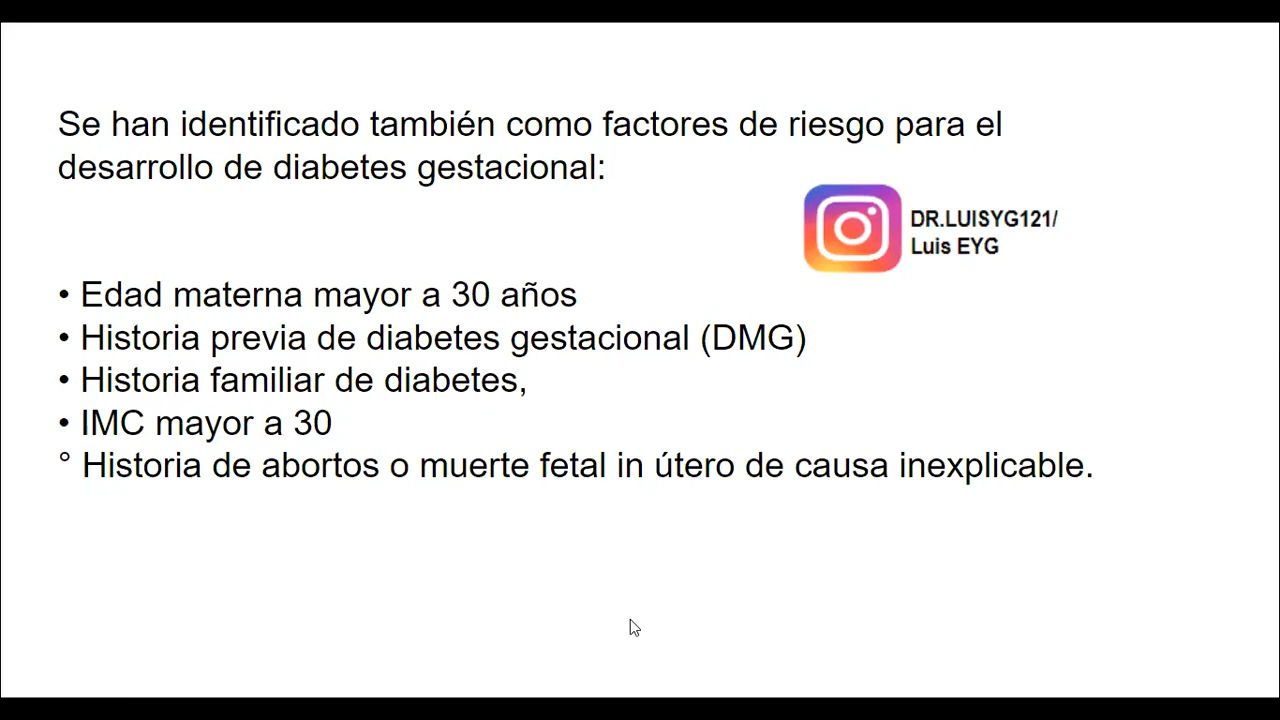 Se han identificado también como factores de riesgo para el
desarrollo de diabetes gestacional:
DR.LUISYG121/
Luis EYG
• Edad materna mayor a 30 años
• Historia previa de diabetes gestacional (DMG)
• Historia familiar de diabetes,
• IMC mayor a 30
° Historia de abortos o muerte fetal in útero de causa inexplicable.